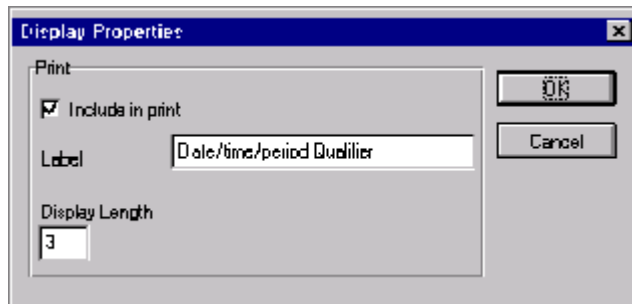 Display Properties
Print
Include in print
OK
Label
Date/time/period Qualifier
Cancel
Display Length
3